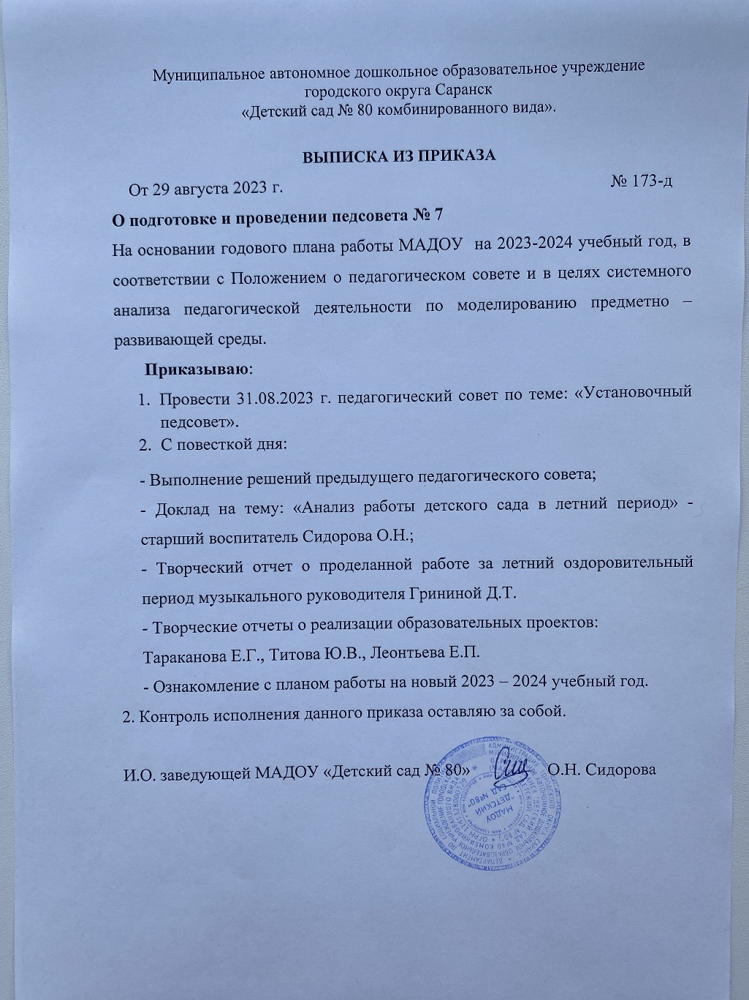 Муниципальное автономное дошкольное образовательное учреждение
городского округа Саранск
«Детский сад № 80 комбинированного вида».
ВЫПИСКА ИЗ ПРИКАЗА
От 29 августа 2023 г. № 173-д
О подготовке и проведении педсовета № 7
На основании годового плана работы МАДОУ на 2023-2024 учебный год, в
соответствии с Положением о педагогическом совете и в целях системного
анализа педагогической деятельности по моделированию предметно –
развивающей среды.
Приказываю:
1. Провести 31.08.2023 г. педагогический совет по теме: «Установочный
педсовет».
2. С повесткой дня:
- Выполнение решений предыдущего педагогического совета;
- Доклад на тему: «Анализ работы детского сада в летний период» -
старший воспитатель Сидорова О.Н.;
- Творческий отчет о проделанной работе за летний оздоровительный
период музыкального руководителя Грининой Д.Т.
- Творческие отчеты о реализации образовательных проектов:
Тараканова Е.Г., Титова Ю.В., Леонтьева Е.П.
- Ознакомление с планом работы на новый 2023 – 2024 учебный год.
2. Контроль исполнения данного приказа оставляю за собой.
И.О. заведующей МАДОУ «Детский сад № 80» О.Н. Сидорова
МАДОУ
"ДЕТСКИЙ
САД №80"